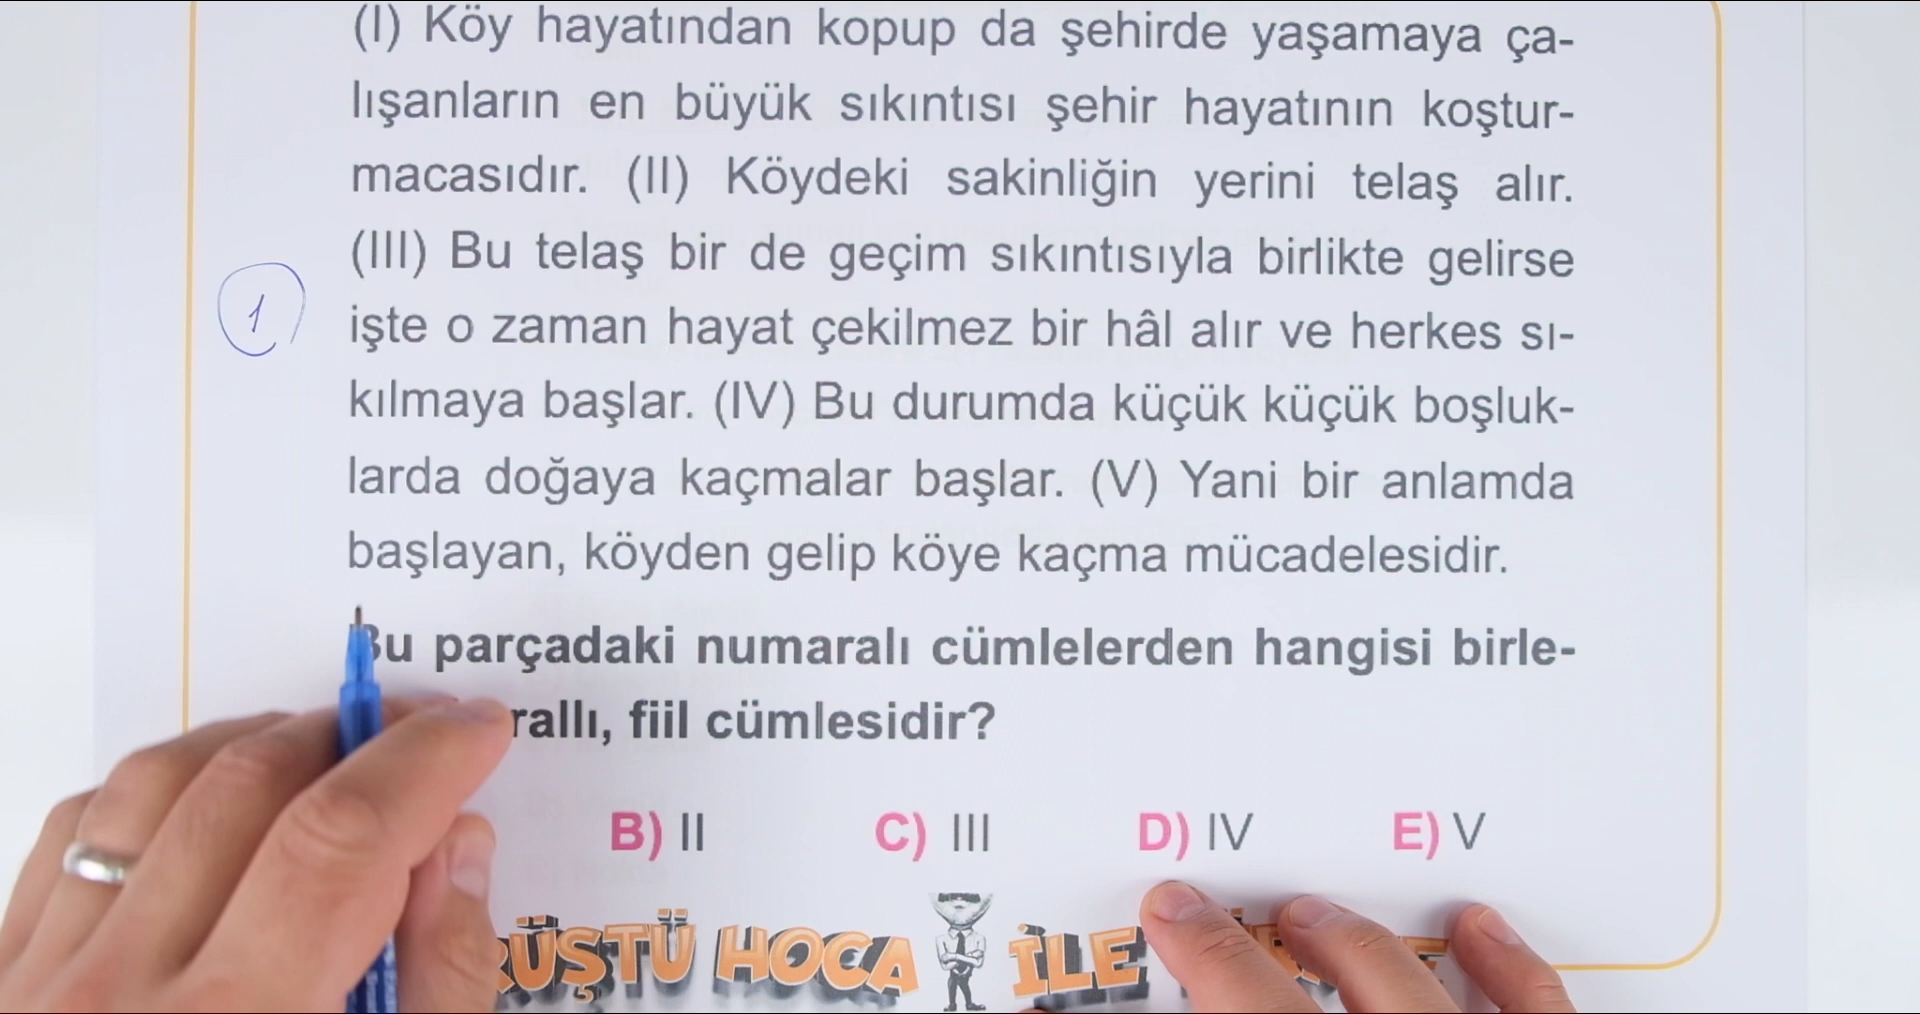 (I) Köy hayatından kopup da şehirde yaşamaya ça-
lışanların en büyük sıkıntısı şehir hayatının koştur-
macasıdır. (II) Köydeki sakinliğin yerini telaş alır.
(III) Bu telaş bir de geçim sıkıntısıyla birlikte gelirse
1
işte o zaman hayat çekilmez bir hâl alır ve herkes sı-
kılmaya başlar. (IV) Bu durumda küçük küçük boşluk-
larda doğaya kaçmalar başlar. (V) Yani bir anlamda
başlayan, köyden gelip köye kaçma mücadelesidir.
Bu parçadaki numaralı cümlelerden hangisi birle-
rallı, fiil cümlesidir?
B) II C) III D) IV E) V
RÜŞTÜ HOCA İLE